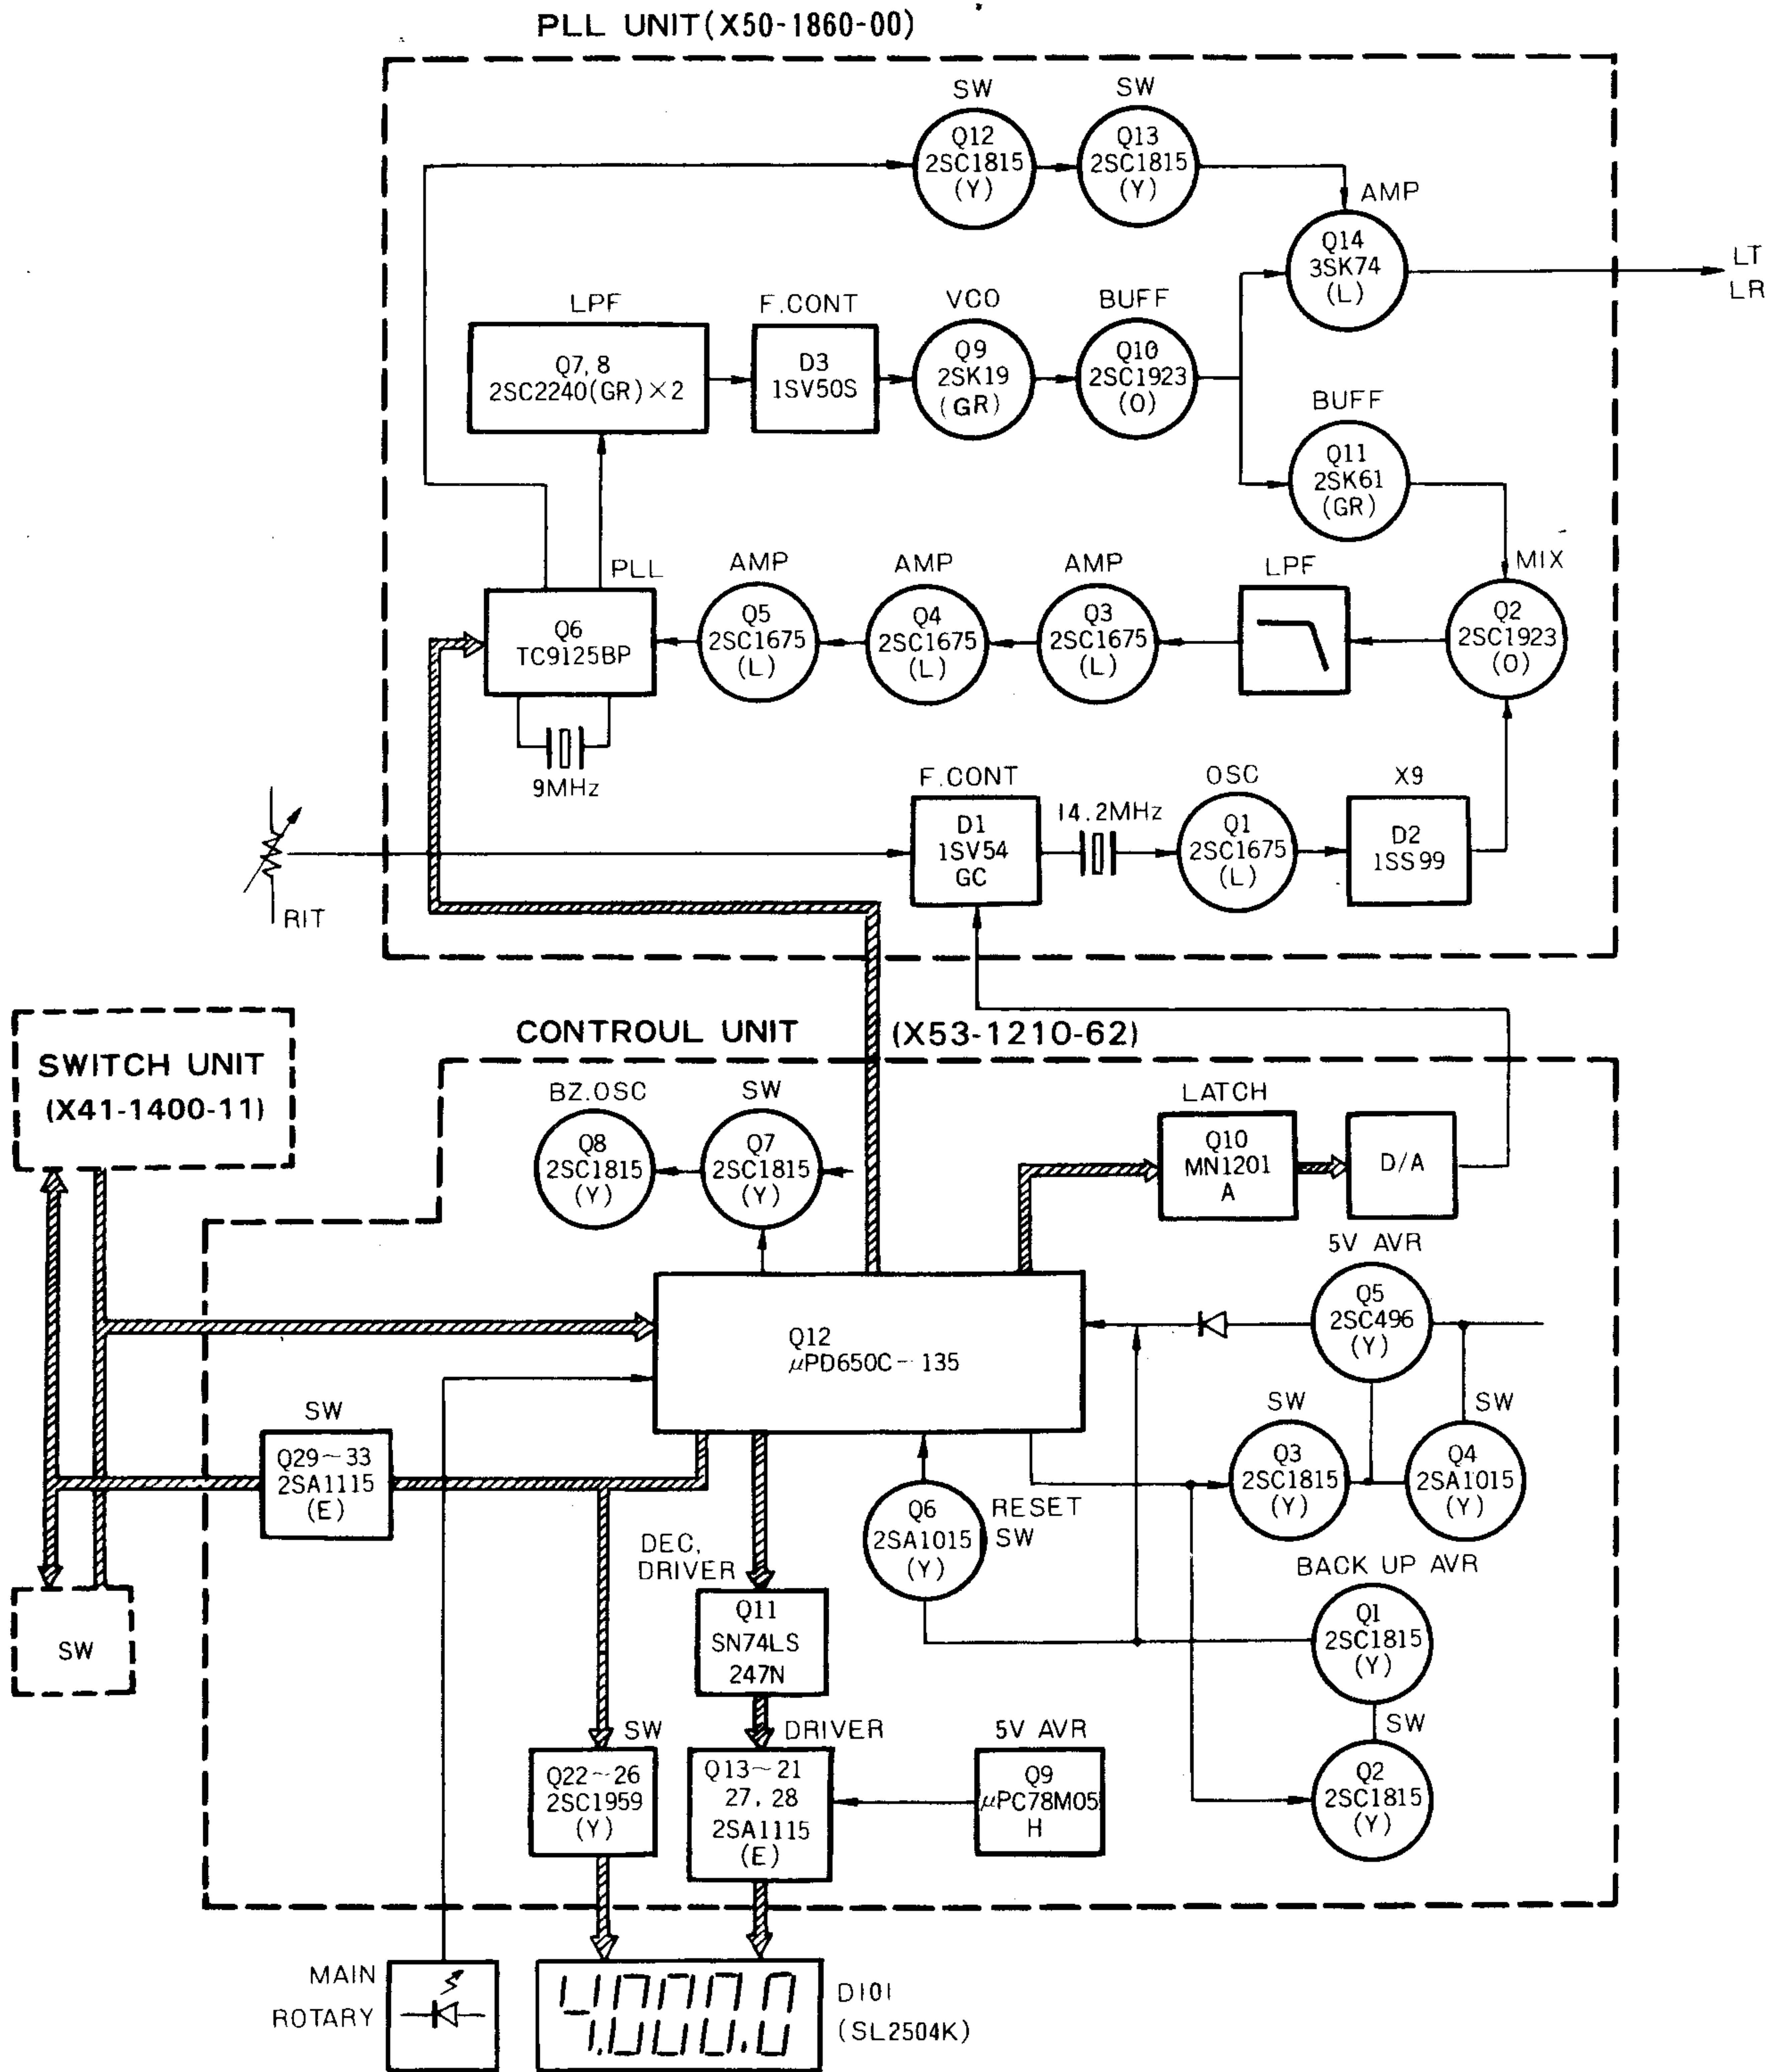 PLL UNIT(X50-1860-00)
SW
SW
Q12
2SC1815
(Y)
Q13
2SC1815
(Y)
AMP
Q14
3SK74
(L)
LT
LR
LPF
F.CONT
VCO
BUFF
Q7, 8
2SC2240(GR)×2
D3
1SV50S
Q9
2SK19
(GR)
Q10
2SC1923
(O)
BUFF
Q11
2SK61
(GR)
PLL
AMP
AMP
AMP
LPF
MIX
Q6
TC9125BP
Q5
2SC1675
(L)
Q4
2SC1675
(L)
Q3
2SC1675
(L)
Q2
2SC1923
(O)
9MHz
F.CONT
14.2MHz
OSC
X9
D1
1SV54
GC
Q1
2SC1675
(L)
D2
1SS99
RIT
CONTROUL UNIT (X53-1210-62)
SWITCH UNIT
(X41-1400-11)
BZ.OSC
SW
LATCH
Q8
2SC1815
(Y)
Q7
2SC1815
(Y)
Q10
MN1201
A
D/A
5V AVR
Q12
μPD650C-135
Q5
2SC496
(Y)
SW
SW
SW
Q29~33
2SA1115
(E)
Q3
2SC1815
(Y)
Q4
2SA1015
(Y)
Q6
2SA1015
(Y)
RESET
SW
DEC,
DRIVER
BACK UP AVR
Q11
SN74LS
247N
Q1
2SC1815
(Y)
SW
SW
DRIVER
5V AVR
SW
Q22~26
2SC1959
(Y)
Q13~21
27, 28
2SA1115
(E)
Q9
μPC78M05
H
Q2
2SC1815
(Y)
MAIN
ROTARY
4.000.0
D101
(SL2504K)